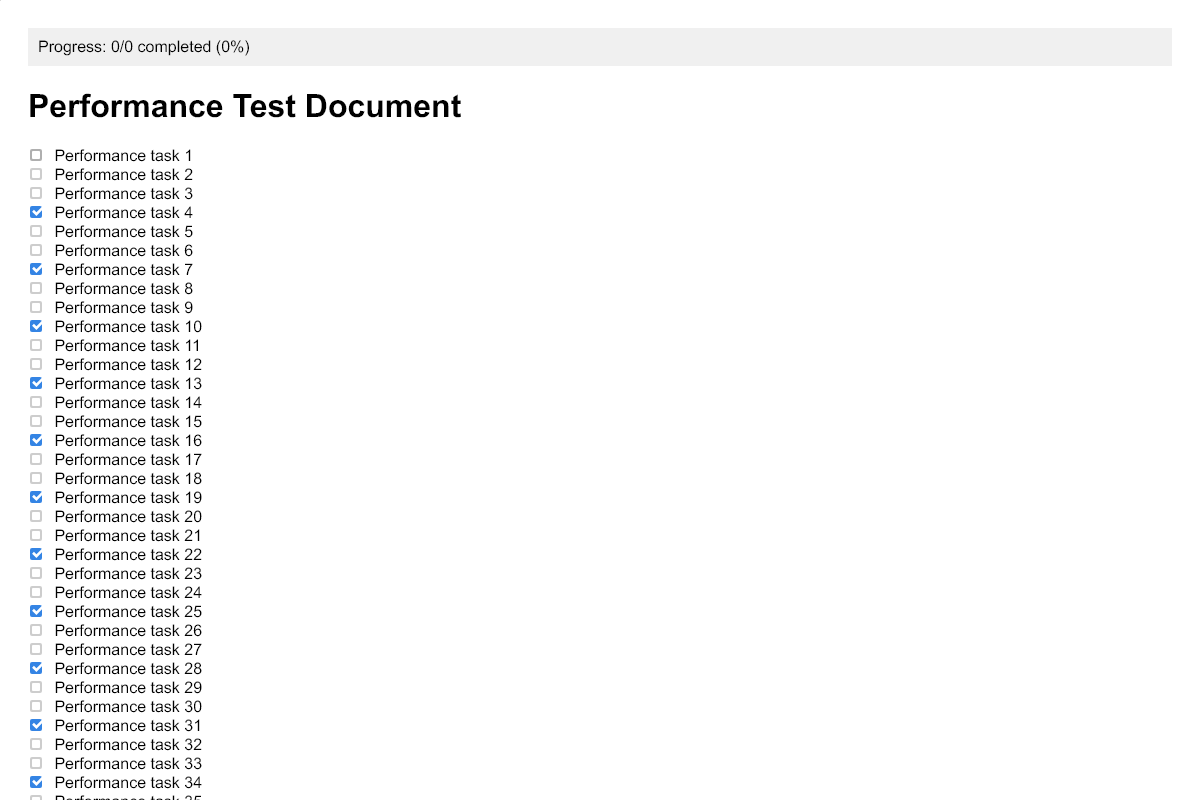 Progress: 0/0 completed (0%)
Performance Test Document
Performance task 1
Performance task 2
Performance task 3
Performance task 4
Performance task 5
Performance task 6
Performance task 7
Performance task 8
Performance task 9
Performance task 10
Performance task 11
Performance task 12
Performance task 13
Performance task 14
Performance task 15
Performance task 16
Performance task 17
Performance task 18
Performance task 19
Performance task 20
Performance task 21
Performance task 22
Performance task 23
Performance task 24
Performance task 25
Performance task 26
Performance task 27
Performance task 28
Performance task 29
Performance task 30
Performance task 31
Performance task 32
Performance task 33
Performance task 34
Performance task 35